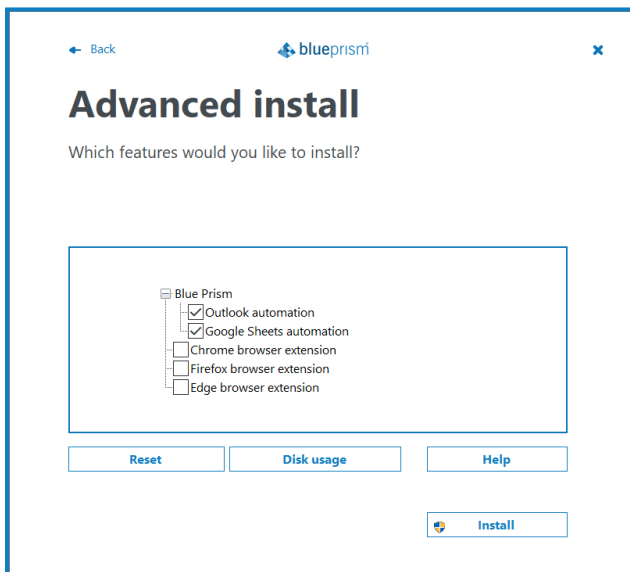 Back
blueprism
Advanced install
Which features would you like to install?
Blue Prism
Outlook automation
Google Sheets automation
Chrome browser extension
Firefox browser extension
Edge browser extension
Reset
Disk usage
Help
Install